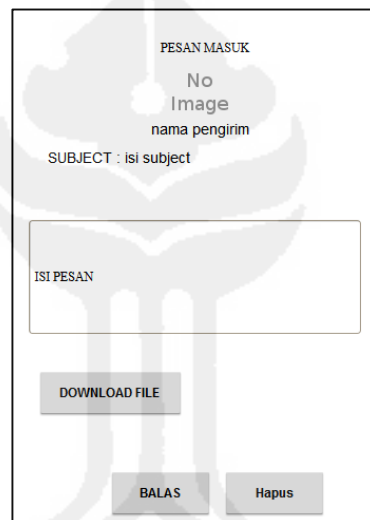 PESAN MASUK
No
Image
nama pengirim
SUBJECT : isi subject
ISI PESAN
DOWNLOAD FILE
BALAS Hapus